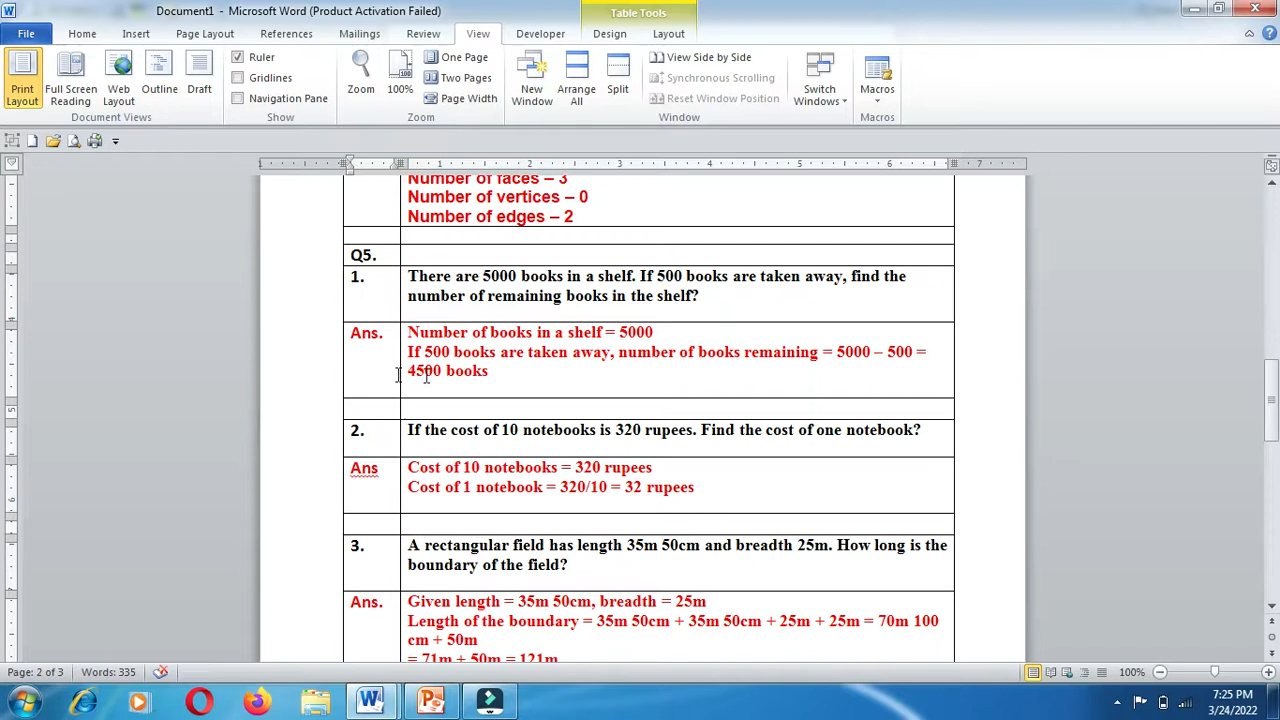 Document1 - Microsoft Word (Product Activation Failed)
Table Tools
File Home Insert Page Layout References Mailings Review View Developer Design Layout
Print Layout
Full Screen Reading
Web Layout
Outline
Draft
Document Views
Ruler
Gridlines
Navigation Pane
Show
Zoom
100%
One Page
Two Pages
Page Width
Zoom
New Window
Arrange All
Split
View Side by Side
Synchronous Scrolling
Reset Window Position
Window
Switch Windows
Macros
Macros
1 1 2 3 4 5 6 7
Number of faces – 3
Number of vertices – 0
Number of edges – 2
Q5.
1. There are 5000 books in a shelf. If 500 books are taken away, find the
number of remaining books in the shelf?
Ans. Number of books in a shelf = 5000
If 500 books are taken away, number of books remaining = 5000 – 500 =
4500 books
2. If the cost of 10 notebooks is 320 rupees. Find the cost of one notebook?
Ans Cost of 10 notebooks = 320 rupees
Cost of 1 notebook = 320/10 = 32 rupees
3. A rectangular field has length 35m 50cm and breadth 25m. How long is the
boundary of the field?
Ans. Given length = 35m 50cm, breadth = 25m
Length of the boundary = 35m 50cm + 35m 50cm + 25m + 25m = 70m 100
cm + 50m
= 71m + 50m = 121m
Page: 2 of 3 Words: 335 100%
7:25 PM
3/24/2022